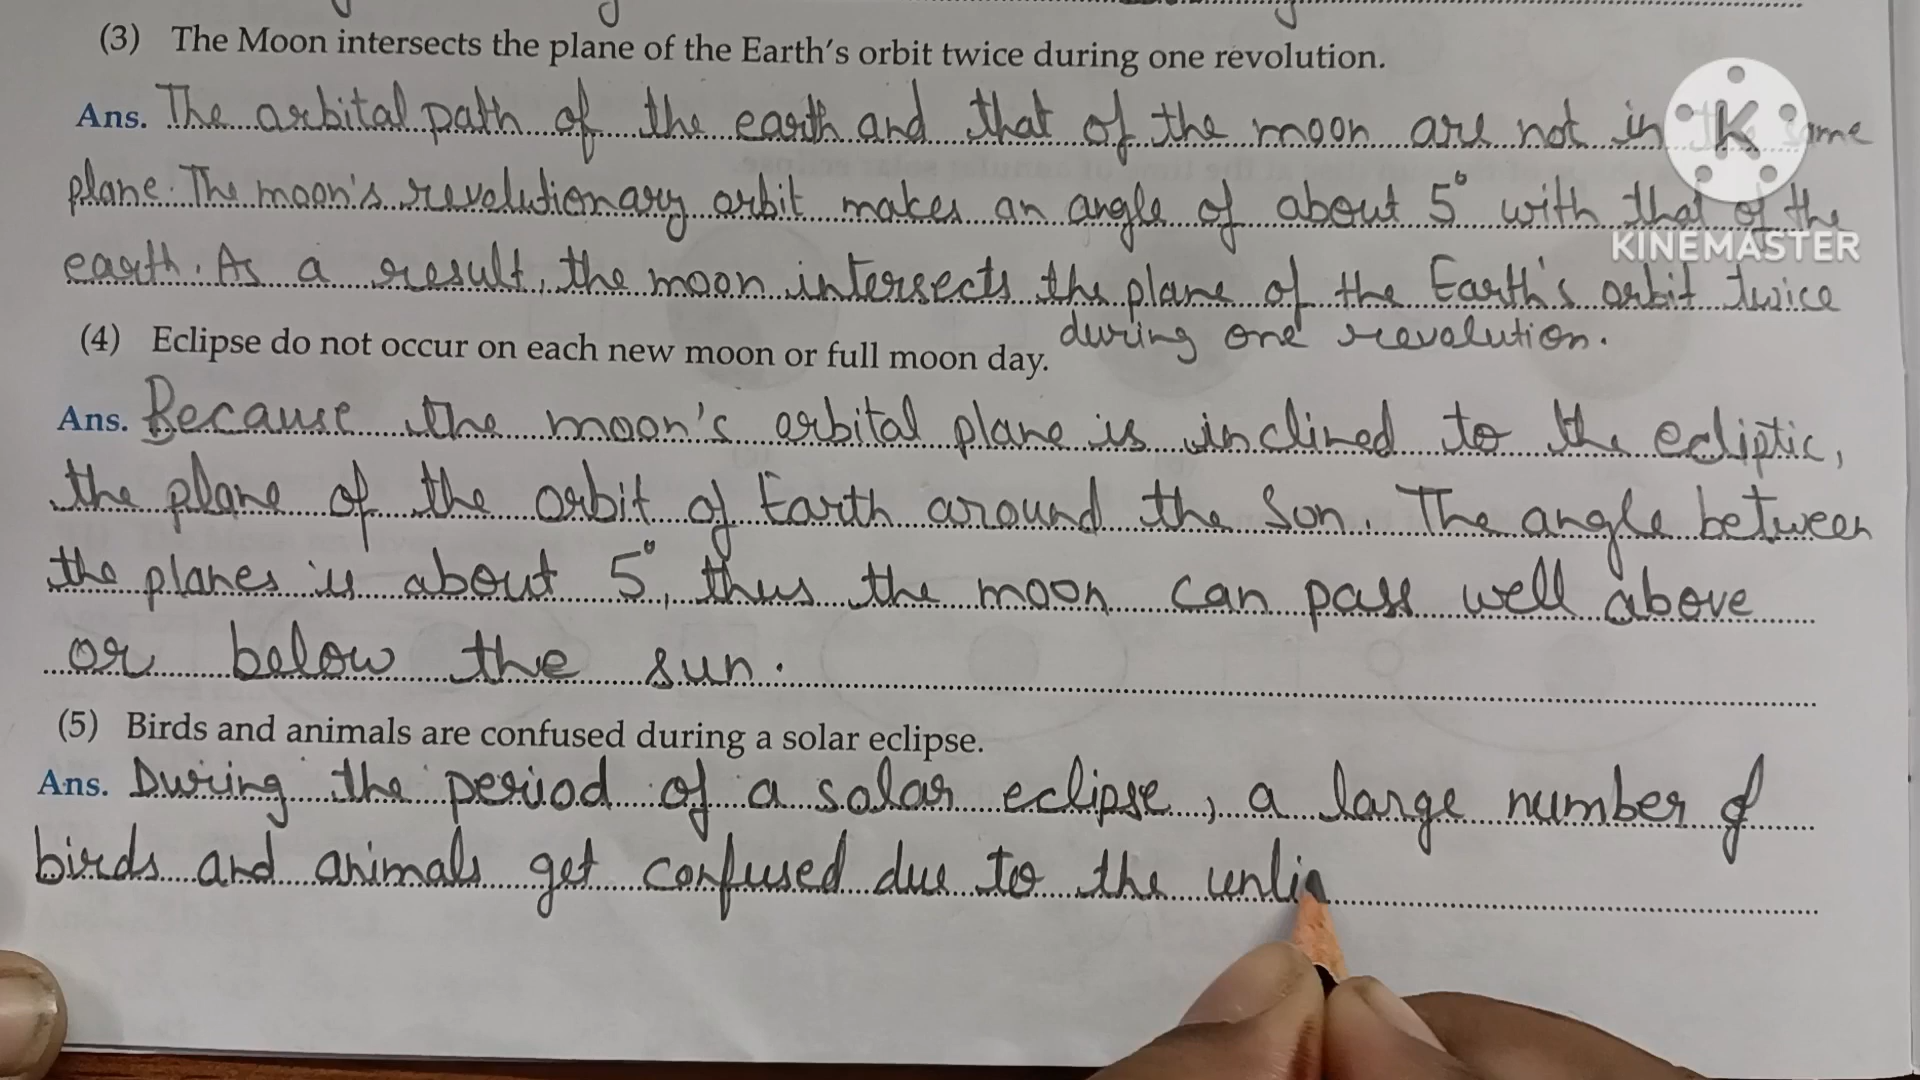 (3) The Moon intersects the plane of the Earth's orbit twice during one revolution.
Ans. The orbital path of the earth and that of the moon are not in same
plane. The moon's revolutionary orbit makes an angle of about 5° with that of the
earth. As a result, the moon intersects the plane of the Earth's orbit twice
during one revolution.
(4) Eclipse do not occur on each new moon or full moon day.
Ans. Because the moon's orbital plane is inclined to the ecliptic,
the plane of the orbit of Earth around the Sun. The angle between
the planes is about 5°, thus the moon can pass well above
or below the sun.
(5) Birds and animals are confused during a solar eclipse.
Ans. During the period of a solar eclipse, a large number of
birds and animals get confused due to the
K
KINEMASTER